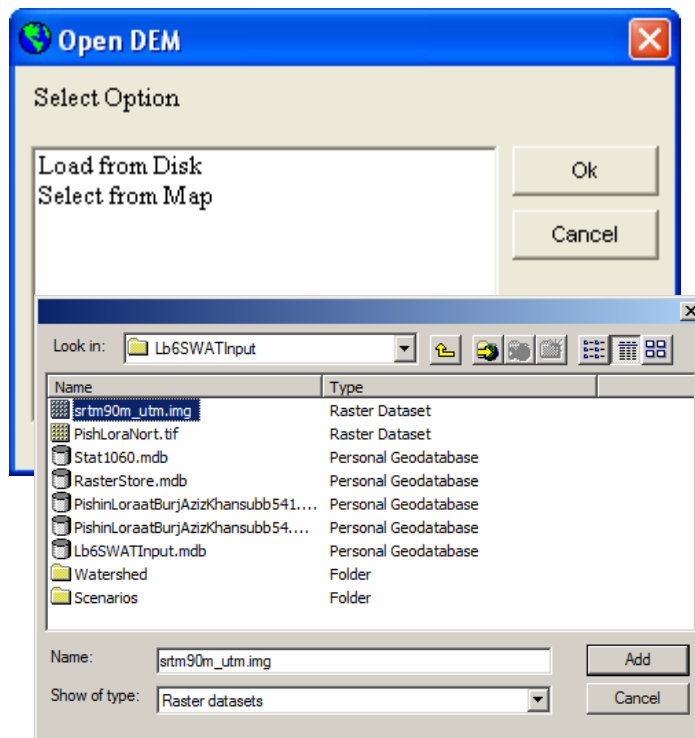 Open DEM
Select Option
Load from Disk
Select from Map
Ok
Cancel
Look in: Lb6SWATInput
Name Type
srtm90m_utm.img Raster Dataset
PishLoraNort.tif Raster Dataset
Stat1060.mdb Personal Geodatabase
RasterStore.mdb Personal Geodatabase
PishinLoraatBurjAzizKhansubb541.... Personal Geodatabase
PishinLoraatBurjAzizKhansubb54.... Personal Geodatabase
Lb6SWATInput.mdb Personal Geodatabase
Watershed Folder
Scenarios Folder
Name: srtm90m_utm.img Add
Show of type: Raster datasets Cancel